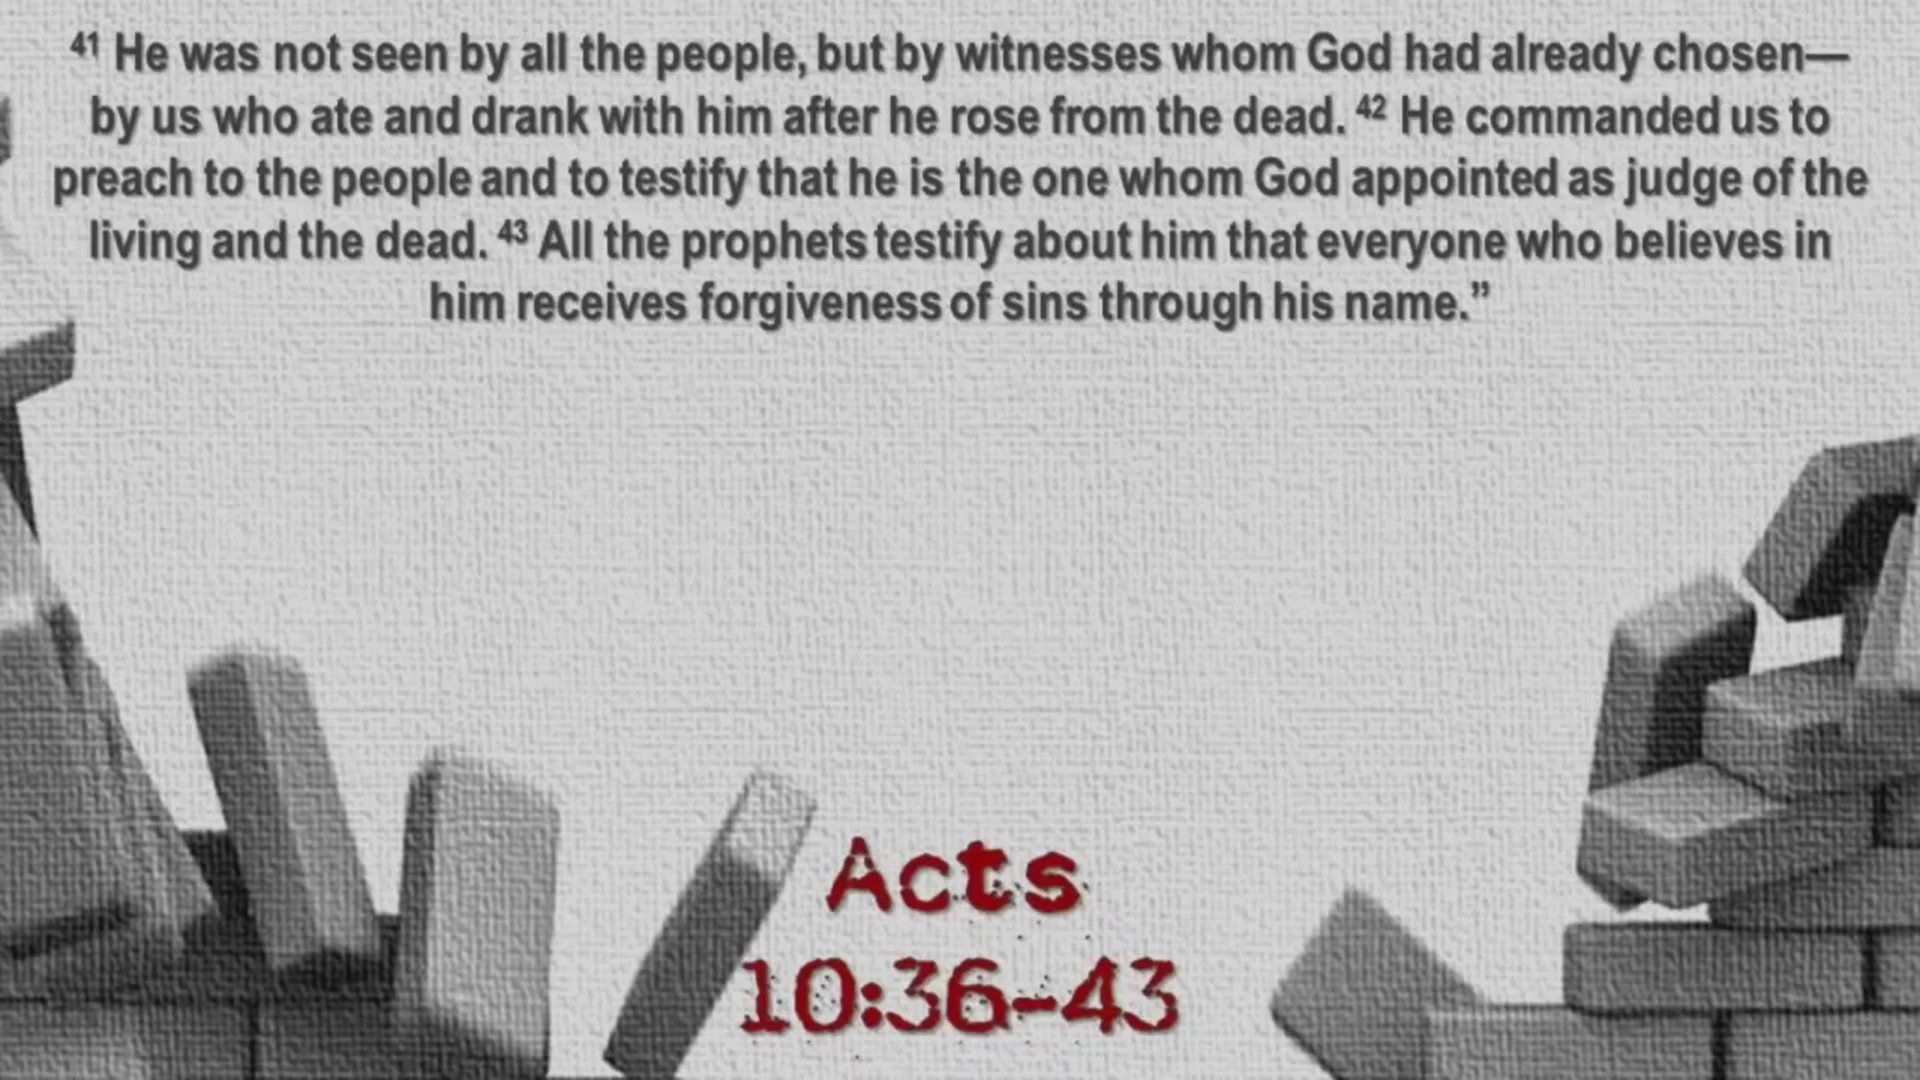 ⁴¹ He was not seen by all the people, but by witnesses whom God had already chosen—
by us who ate and drank with him after he rose from the dead. ⁴² He commanded us to
preach to the people and to testify that he is the one whom God appointed as judge of the
living and the dead. ⁴³ All the prophets testify about him that everyone who believes in
him receives forgiveness of sins through his name.”
Acts
10:36–43